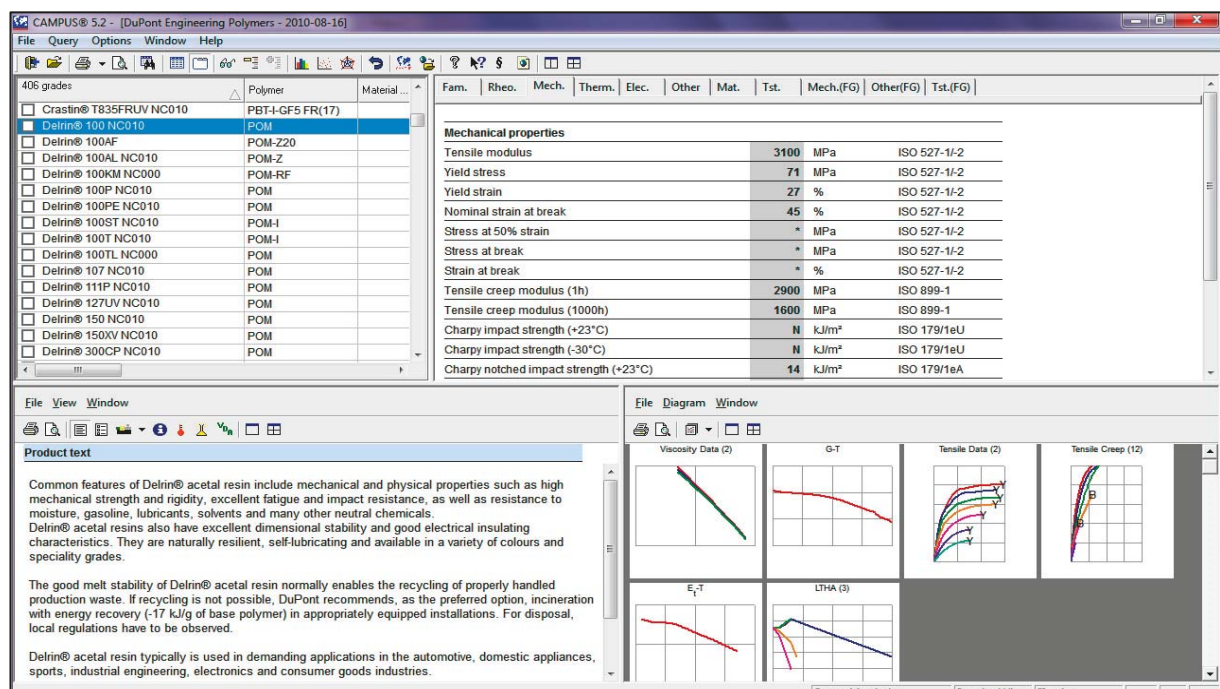 CAMPUS® 5.2 - [DuPont Engineering Polymers - 2010-08-16]
File Query Options Window Help
406 grades Polymer Material ...
Crastin® T835FRUV NC010 PBT-I-GF5 FR(17)
Delrin® 100 NC010 POM
Delrin® 100AF POM-Z20
Delrin® 100AL NC010 POM-Z
Delrin® 100KM NC000 POM-RF
Delrin® 100P NC010 POM
Delrin® 100PE NC010 POM
Delrin® 100ST NC010 POM-I
Delrin® 100T NC010 POM-I
Delrin® 100TL NC000 POM
Delrin® 107 NC010 POM
Delrin® 111P NC010 POM
Delrin® 127UV NC010 POM
Delrin® 150 NC010 POM
Delrin® 150XV NC010 POM
Delrin® 300CP NC010 POM
Fam. Rheo. Mech. Therm. Elec. Other Mat. Tst. Mech.(FG) Other(FG) Tst.(FG)
Mechanical properties
Tensile modulus 3100 MPa ISO 527-1/-2
Yield stress 71 MPa ISO 527-1/-2
Yield strain 27 % ISO 527-1/-2
Nominal strain at break 45 % ISO 527-1/-2
Stress at 50% strain * MPa ISO 527-1/-2
Stress at break * MPa ISO 527-1/-2
Strain at break * % ISO 527-1/-2
Tensile creep modulus (1h) 2900 MPa ISO 899-1
Tensile creep modulus (1000h) 1600 MPa ISO 899-1
Charpy impact strength (+23°C) N kJ/m² ISO 179/1eU
Charpy impact strength (-30°C) N kJ/m² ISO 179/1eU
Charpy notched impact strength (+23°C) 14 kJ/m² ISO 179/1eA
File View Window
Product text
Common features of Delrin® acetal resin include mechanical and physical properties such as high
mechanical strength and rigidity, excellent fatigue and impact resistance, as well as resistance to
moisture, gasoline, lubricants, solvents and many other neutral chemicals.
Delrin® acetal resins also have excellent dimensional stability and good electrical insulating
characteristics. They are naturally resilient, self-lubricating and available in a variety of colours and
speciality grades.
The good melt stability of Delrin® acetal resin normally enables the recycling of properly handled
production waste. If recycling is not possible, DuPont recommends, as the preferred option, incineration
with energy recovery (-17 kJ/g of base polymer) in appropriately equipped installations. For disposal,
local regulations have to be observed.
Delrin® acetal resin typically is used in demanding applications in the automotive, domestic appliances,
sports, industrial engineering, electronics and consumer goods industries.
File Diagram Window
Viscosity Data (2) G-T Tensile Data (2) Tensile Creep (12)
Y Y Y Y Y Y Y
B B
Et-T LTHA (3)